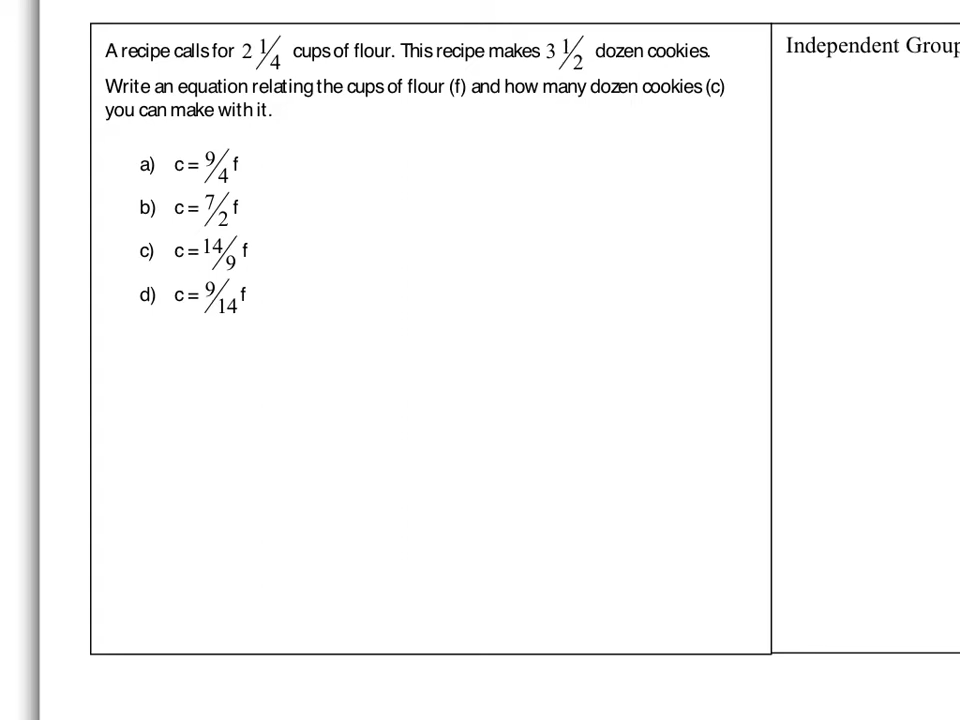 A recipe calls for 2 1/4 cups of flour. This recipe makes 3 1/2 dozen cookies.
Write an equation relating the cups of flour (f) and how many dozen cookies (c)
you can make with it.
a) c = 9/4 f
b) c = 7/2 f
c) c = 14/9 f
d) c = 9/14 f
Independent Group